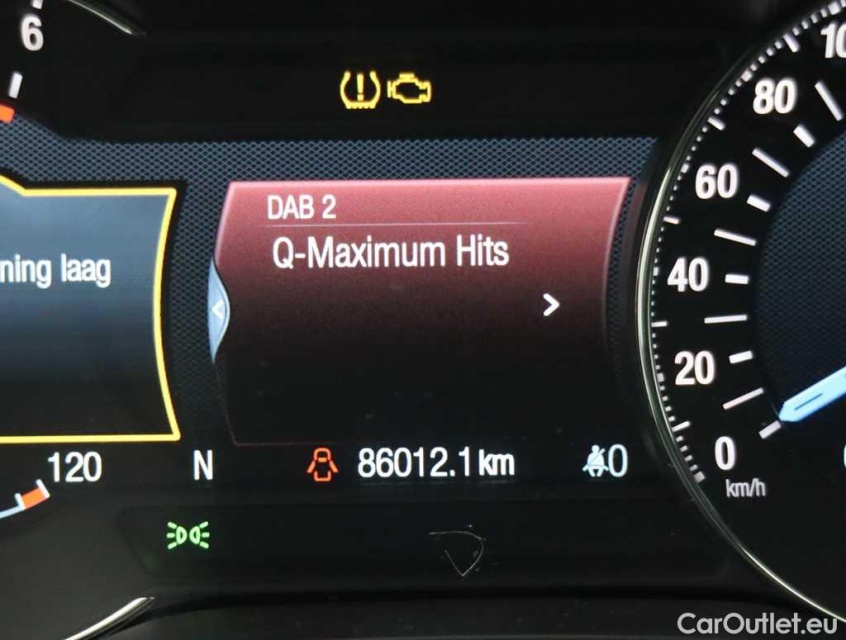 6
10
80
60
40
20
0
km/h
DAB 2
Q-Maximum Hits
ning laag
120
N
86012.1 km
0
CarOutlet.eu